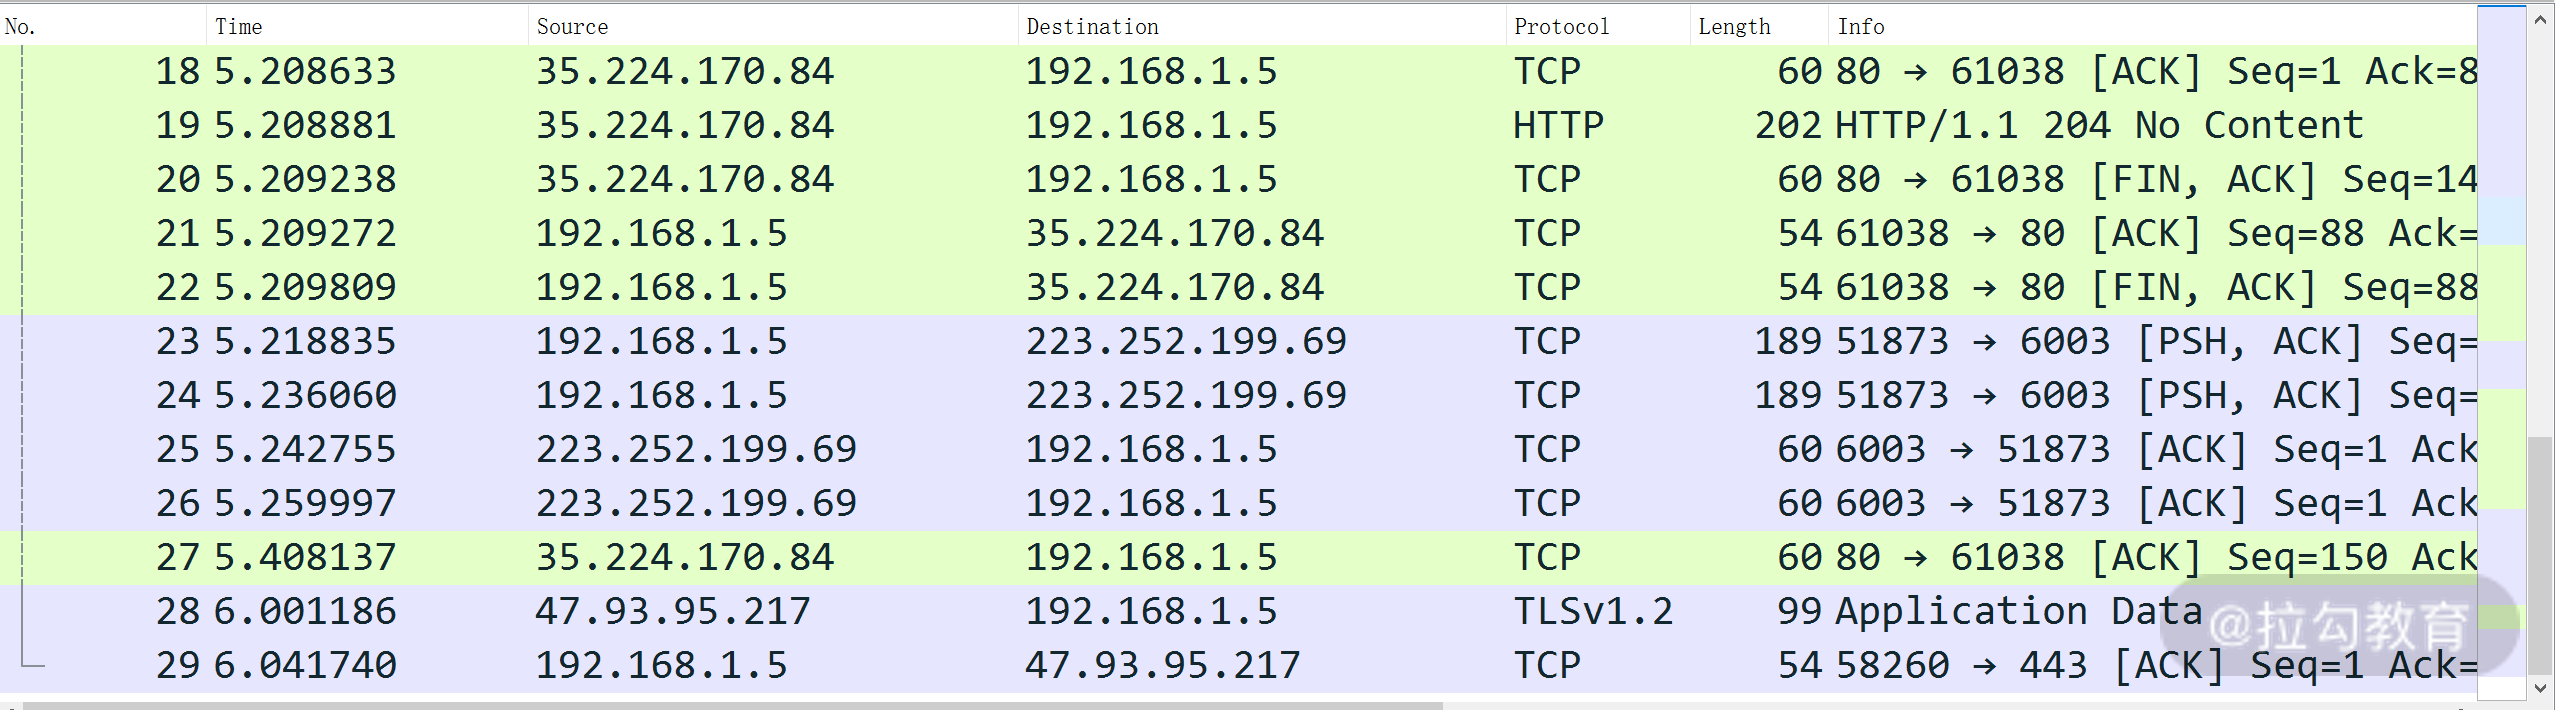 No. Time Source Destination Protocol Length Info
18 5.208633 35.224.170.84 192.168.1.5 TCP 60 80 → 61038 [ACK] Seq=1 Ack=8
19 5.208881 35.224.170.84 192.168.1.5 HTTP 202 HTTP/1.1 204 No Content
20 5.209238 35.224.170.84 192.168.1.5 TCP 60 80 → 61038 [FIN, ACK] Seq=14
21 5.209272 192.168.1.5 35.224.170.84 TCP 54 61038 → 80 [ACK] Seq=88 Ack=
22 5.209809 192.168.1.5 35.224.170.84 TCP 54 61038 → 80 [FIN, ACK] Seq=88
23 5.218835 192.168.1.5 223.252.199.69 TCP 189 51873 → 6003 [PSH, ACK] Seq=
24 5.236060 192.168.1.5 223.252.199.69 TCP 189 51873 → 6003 [PSH, ACK] Seq=
25 5.242755 223.252.199.69 192.168.1.5 TCP 60 6003 → 51873 [ACK] Seq=1 Ack
26 5.259997 223.252.199.69 192.168.1.5 TCP 60 6003 → 51873 [ACK] Seq=1 Ack
27 5.408137 35.224.170.84 192.168.1.5 TCP 60 80 → 61038 [ACK] Seq=150 Ack
28 6.001186 47.93.95.217 192.168.1.5 TLSv1.2 99 Application Data
@拉勾教育
29 6.041740 192.168.1.5 47.93.95.217 TCP 54 58260 → 443 [ACK] Seq=1 Ack=